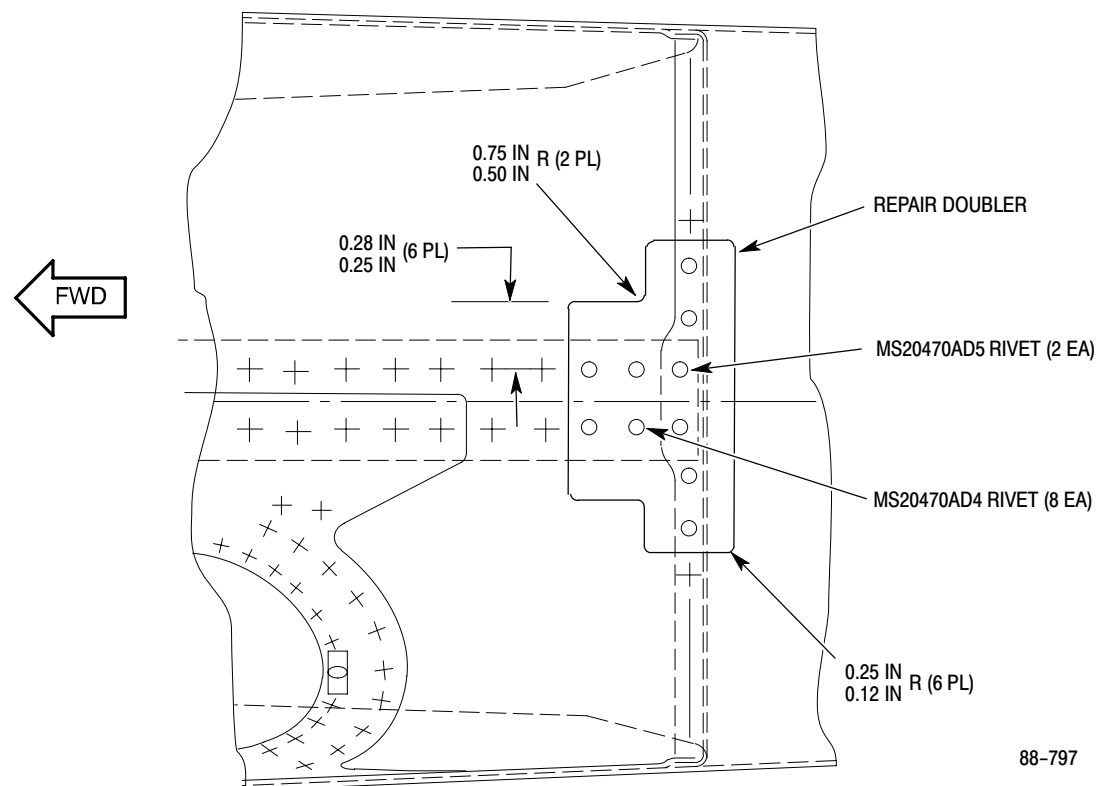 0.75 IN
0.50 IN R (2 PL)
0.28 IN
0.25 IN (6 PL)
REPAIR DOUBLER
FWD
MS20470AD5 RIVET (2 EA)
MS20470AD4 RIVET (8 EA)
0.25 IN
0.12 IN R (6 PL)
88-797